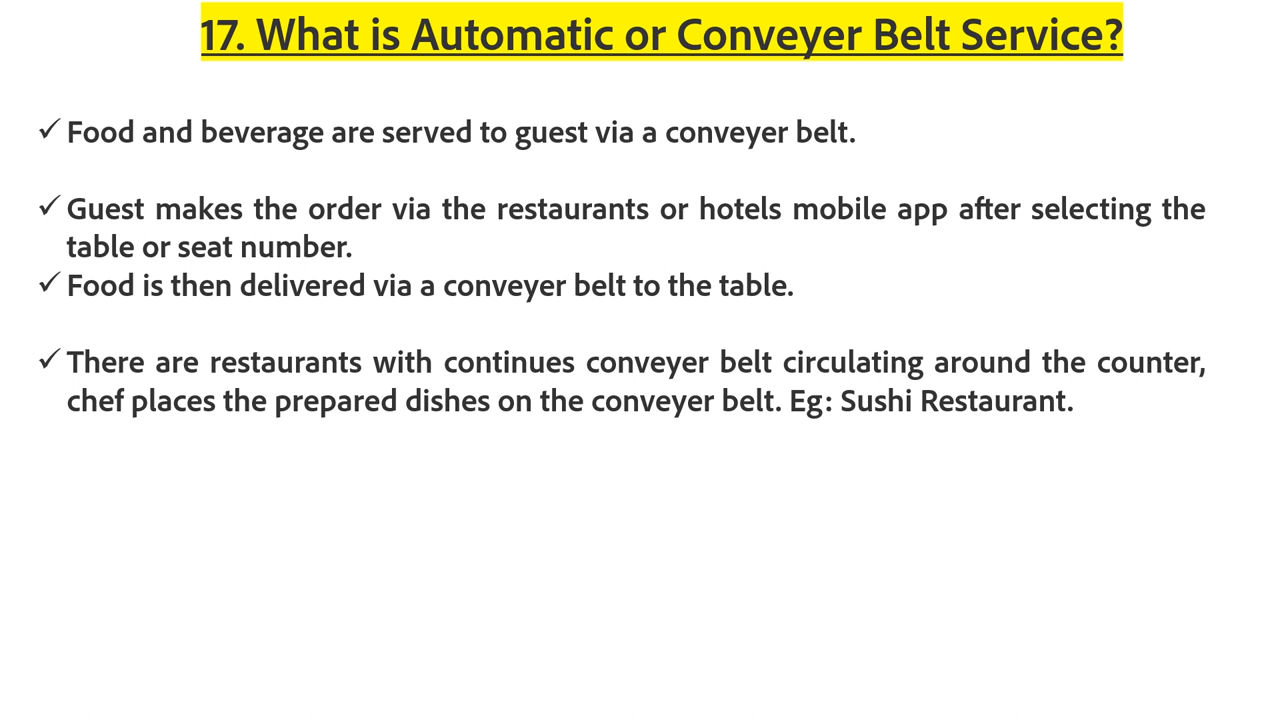 17. What is Automatic or Conveyer Belt Service?
✓ Food and beverage are served to guest via a conveyer belt.
✓ Guest makes the order via the restaurants or hotels mobile app after selecting the
table or seat number.
✓ Food is then delivered via a conveyer belt to the table.
✓ There are restaurants with continues conveyer belt circulating around the counter,
chef places the prepared dishes on the conveyer belt. Eg: Sushi Restaurant.